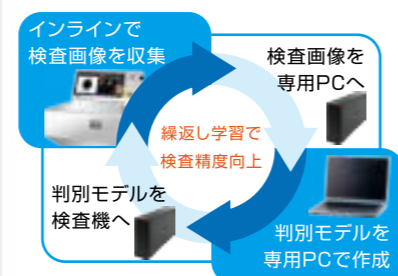 インラインで
検査画像を収集
検査画像を
専用PCへ
繰返し学習で
検査精度向上
判別モデルを
検査機へ
判別モデルを
専用PCで作成